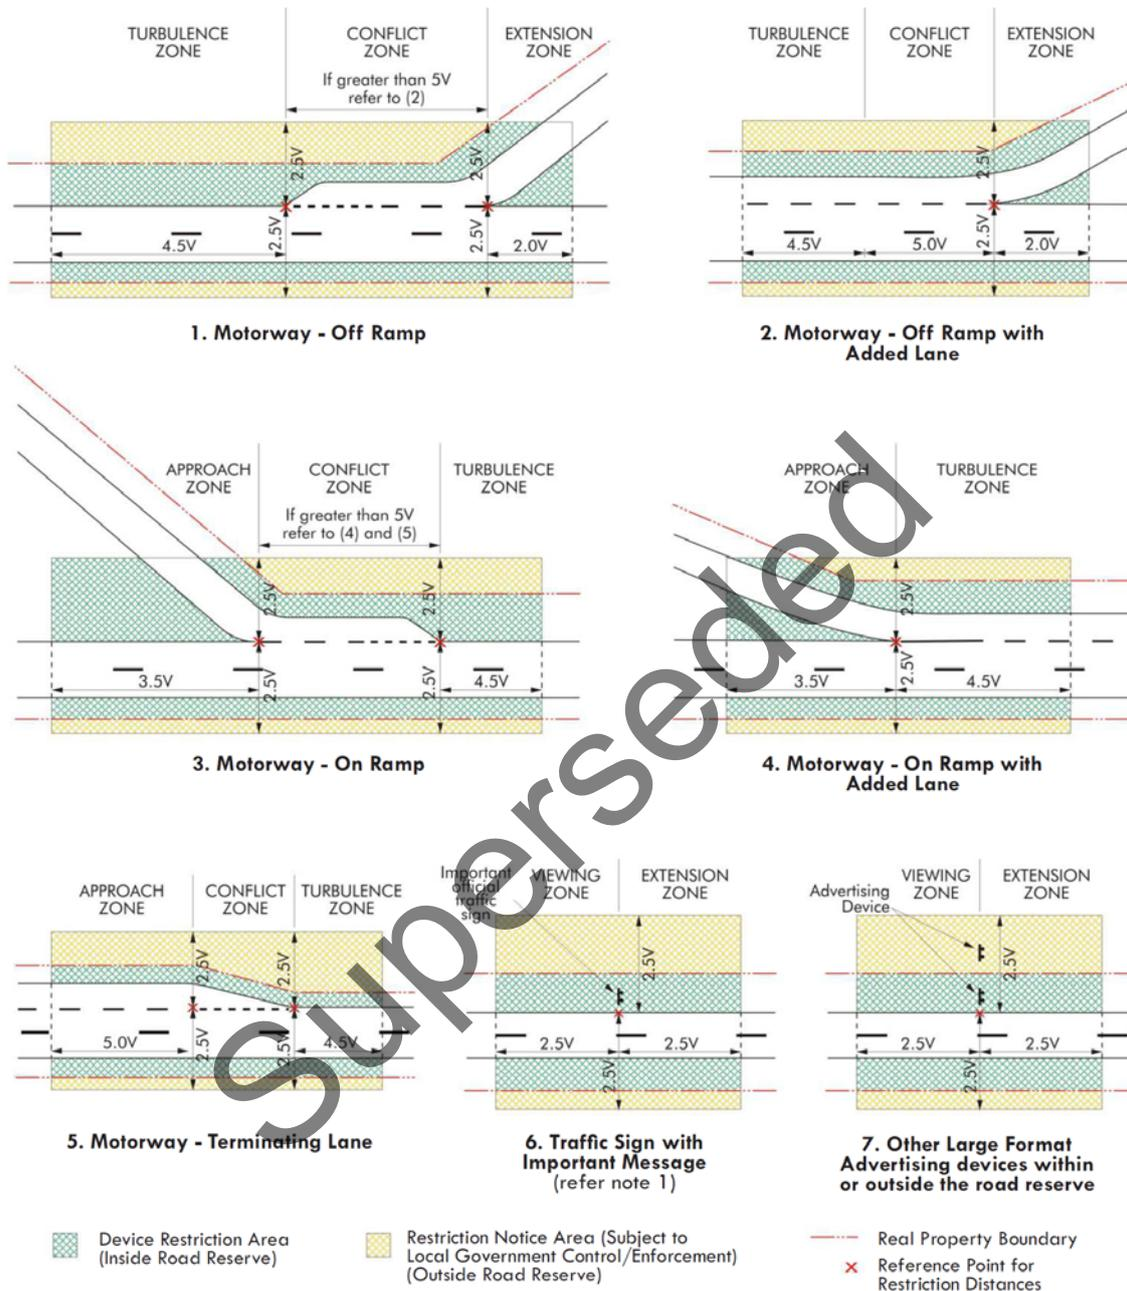 TURBULENCE
ZONE
CONFLICT
ZONE
EXTENSION
ZONE
If greater than 5V
refer to (2)
2.5V
2.5V
2.5V
2.5V
4.5V
2.0V
1. Motorway - Off Ramp
TURBULENCE
ZONE
CONFLICT
ZONE
EXTENSION
ZONE
2.5V
2.5V
4.5V
5.0V
2.0V
2. Motorway - Off Ramp with
Added Lane
APPROACH
ZONE
CONFLICT
ZONE
TURBULENCE
ZONE
If greater than 5V
refer to (4) and (5)
2.5V
2.5V
2.5V
2.5V
3.5V
4.5V
3. Motorway - On Ramp
APPROACH
ZONE
TURBULENCE
ZONE
2.5V
2.5V
3.5V
4.5V
4. Motorway - On Ramp with
Added Lane
APPROACH
ZONE
CONFLICT
ZONE
TURBULENCE
ZONE
2.5V
2.5V
2.5V
2.5V
5.0V
4.5V
5. Motorway - Terminating Lane
Important
official
traffic
sign
VIEWING
ZONE
EXTENSION
ZONE
2.5V
2.5V
2.5V
2.5V
6. Traffic Sign with
Important Message
(refer note 1)
Advertising
Device
VIEWING
ZONE
EXTENSION
ZONE
2.5V
2.5V
2.5V
2.5V
7. Other Large Format
Advertising devices within
or outside the road reserve
Superseded
Device Restriction Area
(Inside Road Reserve)
Restriction Notice Area (Subject to
Local Government Control/Enforcement)
(Outside Road Reserve)
Real Property Boundary
Reference Point for
Restriction Distances